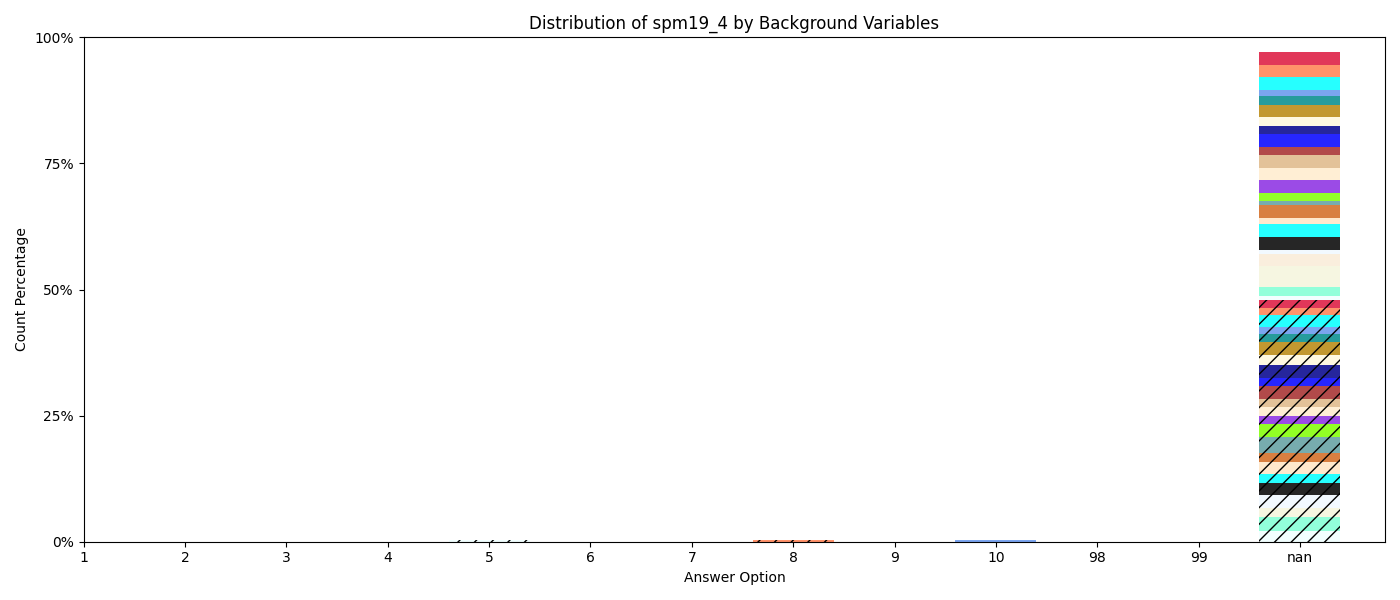 Distribution of spm19_4 by Background Variables
100%
75%
50%
25%
0%
Count Percentage
1 2 3 4 5 6 7 8 9 10 98 99 nan
Answer Option